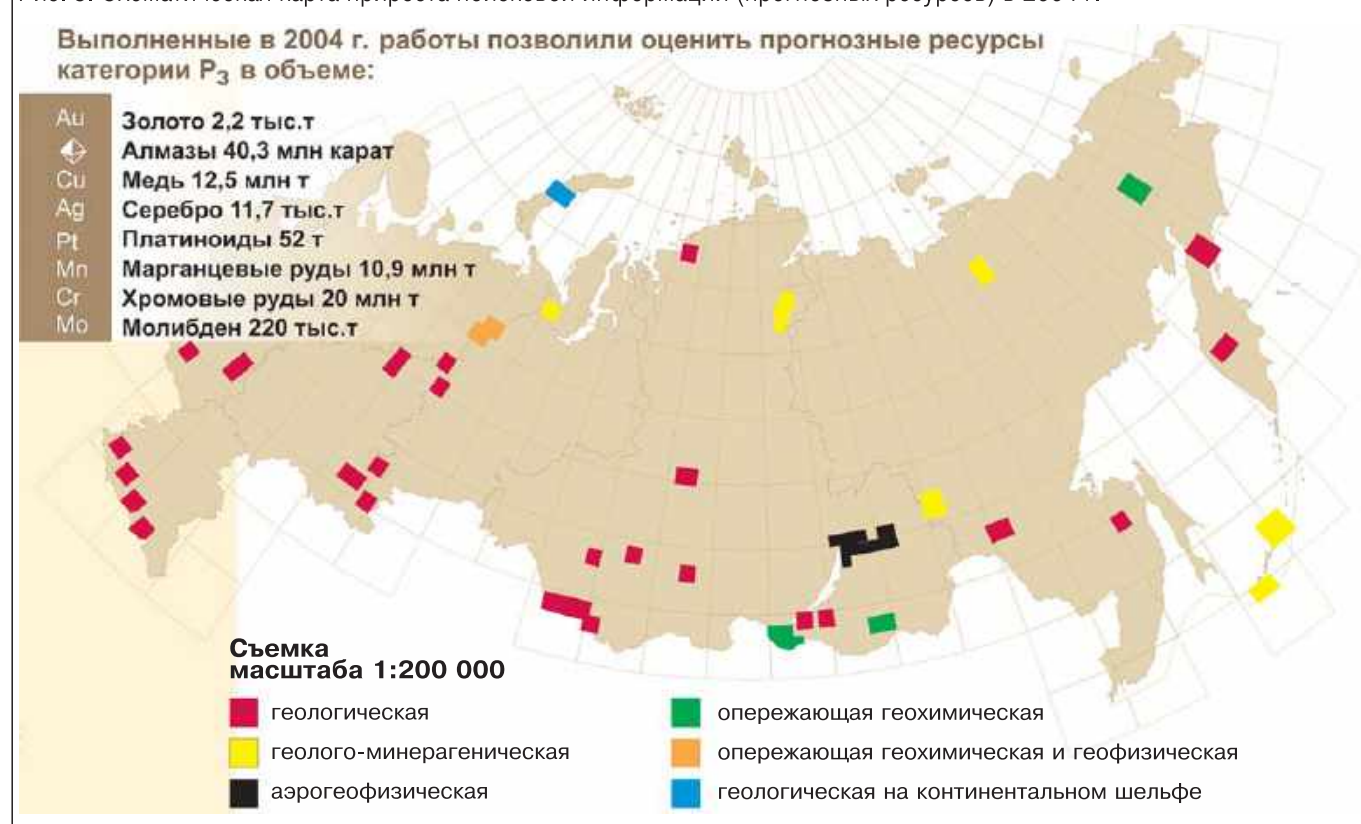 Выполненные в 2004 г. работы позволили оценить прогнозные ресурсы
категории P3 в объеме:
Au Золото 2,2 тыс.т
Алмазы 40,3 млн карат
Cu Медь 12,5 млн т
Ag Серебро 11,7 тыс.т
Pt Платиноиды 52 т
Mn Марганцевые руды 10,9 млн т
Cr Хромовые руды 20 млн т
Mo Молибден 220 тыс.т
Съемка
масштаба 1:200 000
геологическая
геолого-минерагеническая
аэрогеофизическая
опережающая геохимическая
опережающая геохимическая и геофизическая
геологическая на континентальном шельфе